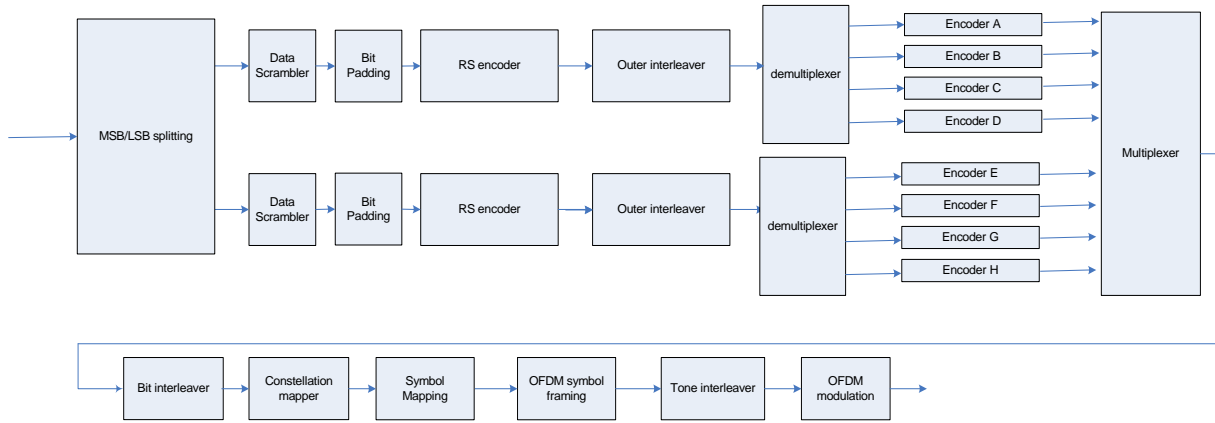 MSB/LSB splitting
Data
Scrambler
Bit
Padding
RS encoder
Outer interleaver
demultiplexer
Encoder A
Encoder B
Encoder C
Encoder D
Data
Scrambler
Bit
Padding
RS encoder
Outer interleaver
demultiplexer
Encoder E
Encoder F
Encoder G
Encoder H
Multiplexer
Bit interleaver
Constellation
mapper
Symbol
Mapping
OFDM symbol
framing
Tone interleaver
OFDM
modulation